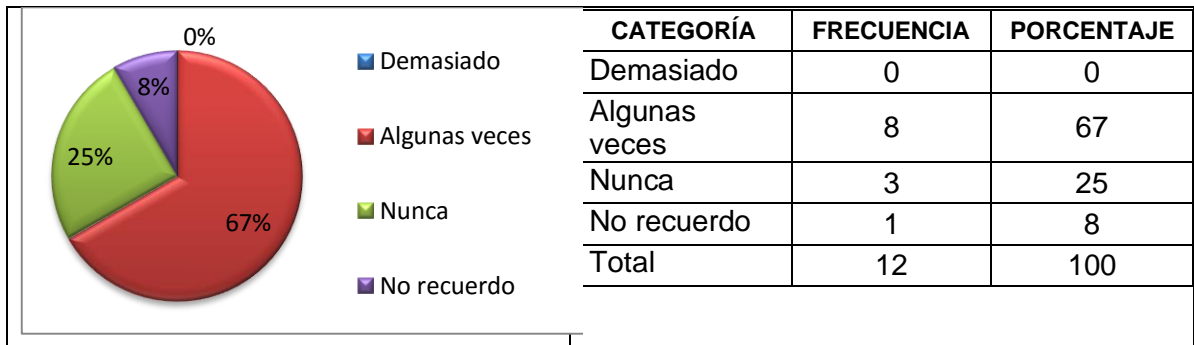 0%
8%
25%
67%
Demasiado
Algunas veces
Nunca
No recuerdo
CATEGORÍA FRECUENCIA PORCENTAJE
Demasiado 0 0
Algunas
veces 8 67
Nunca 3 25
No recuerdo 1 8
Total 12 100